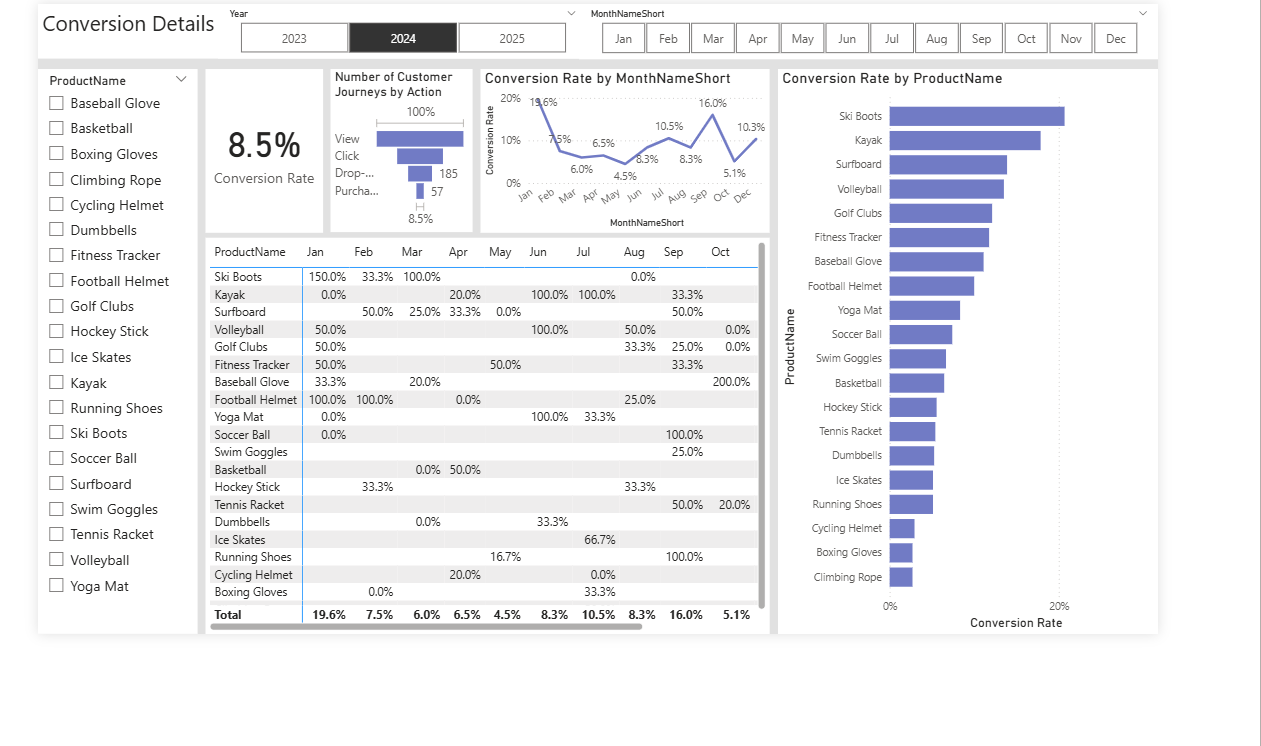 Conversion Details
Year
2023 2024 2025
MonthNameShort
Jan Feb Mar Apr May Jun Jul Aug Sep Oct Nov Dec
ProductName
Baseball Glove
Basketball
Boxing Gloves
Climbing Rope
Cycling Helmet
Dumbbells
Fitness Tracker
Football Helmet
Golf Clubs
Hockey Stick
Ice Skates
Kayak
Running Shoes
Ski Boots
Soccer Ball
Surfboard
Swim Goggles
Tennis Racket
Volleyball
Yoga Mat
8.5%
Conversion Rate
Number of Customer
Journeys by Action
100%
View
Click
Drop-... 185
Purcha... 57
8.5%
Conversion Rate by MonthNameShort
Conversion Rate
20%
10%
0%
19.6% 7.5% 6.0% 6.5% 4.5% 8.3% 10.5% 8.3% 16.0% 5.1% 10.3%
Jan Feb Mar Apr May Jun Jul Aug Sep Oct Dec
MonthNameShort
ProductName Jan Feb Mar Apr May Jun Jul Aug Sep Oct
Ski Boots 150.0% 33.3% 100.0% 0.0%
Kayak 0.0% 20.0% 100.0% 100.0% 33.3%
Surfboard 50.0% 25.0% 33.3% 0.0% 50.0%
Volleyball 50.0% 100.0% 50.0% 0.0%
Golf Clubs 50.0% 33.3% 25.0% 0.0%
Fitness Tracker 50.0% 50.0% 33.3%
Baseball Glove 33.3% 20.0% 200.0%
Football Helmet 100.0% 100.0% 0.0% 25.0%
Yoga Mat 0.0% 100.0% 33.3%
Soccer Ball 0.0% 100.0%
Swim Goggles 25.0%
Basketball 0.0% 50.0%
Hockey Stick 33.3% 33.3%
Tennis Racket 50.0% 20.0%
Dumbbells 0.0% 33.3%
Ice Skates 66.7%
Running Shoes 16.7% 100.0%
Cycling Helmet 20.0% 0.0%
Boxing Gloves 0.0% 33.3%
Total 19.6% 7.5% 6.0% 6.5% 4.5% 8.3% 10.5% 8.3% 16.0% 5.1%
Conversion Rate by ProductName
ProductName
Ski Boots
Kayak
Surfboard
Volleyball
Golf Clubs
Fitness Tracker
Baseball Glove
Football Helmet
Yoga Mat
Soccer Ball
Swim Goggles
Basketball
Hockey Stick
Tennis Racket
Dumbbells
Ice Skates
Running Shoes
Cycling Helmet
Boxing Gloves
Climbing Rope
0% 20%
Conversion Rate